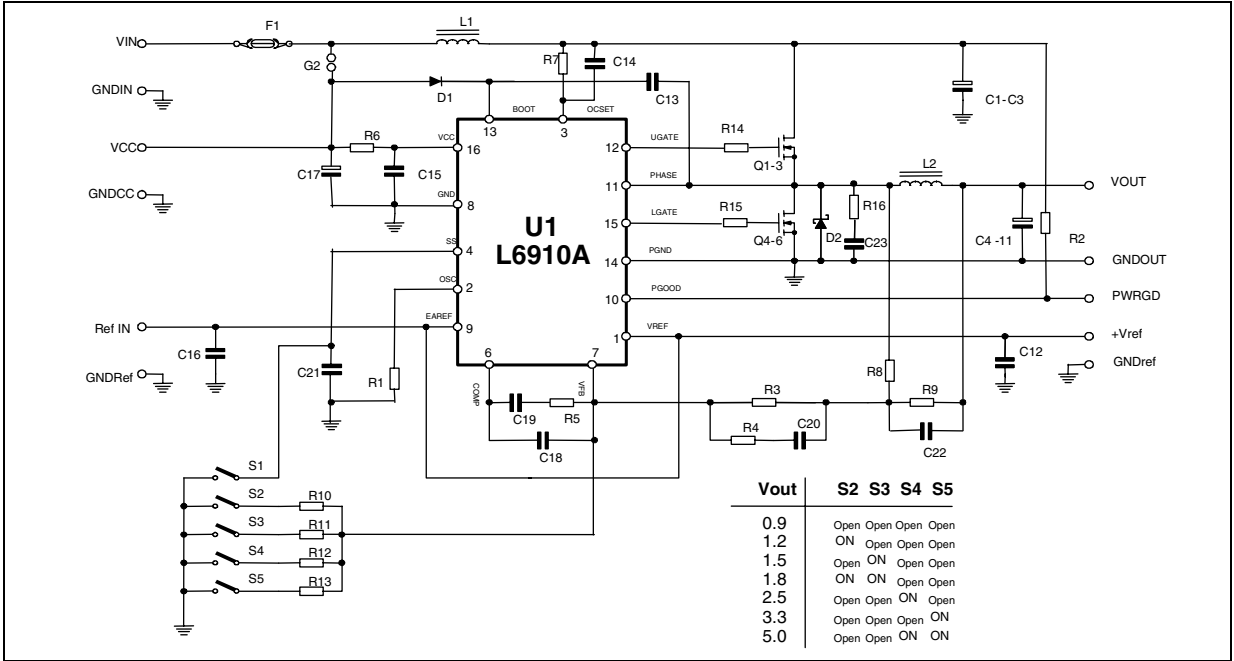 F1
L1
VIN
G2
R7
C14
GNDIN
D1
C13
C1-C3
BOOT
OCSET
13
3
R6
VCC
VCC
16
12
UGATE
R14
Q1-3
L2
C17
C15
11
PHASE
VOUT
GNDCC
GND
8
U1
L6910A
15
LGATE
R15
R16
Q4-6
D2
C23
C4 -11
R2
SS
4
14
PGND
GNDOUT
OSC
2
10
PGOOD
PWRGD
Ref IN
EAREF
9
1
VREF
+Vref
C16
C21
R1
6
7
C12
GNDRef
GNDref
COMP
VFB
R8
R3
R9
C19
R5
R4
C20
C18
C22
S1
S2
R10
S3
R11
S4
R12
S5
R13
Vout S2 S3 S4 S5
0.9 Open Open Open Open
1.2 ON Open Open Open
1.5 Open ON Open Open
1.8 ON ON Open Open
2.5 Open Open ON Open
3.3 Open Open Open ON
5.0 Open Open ON ON